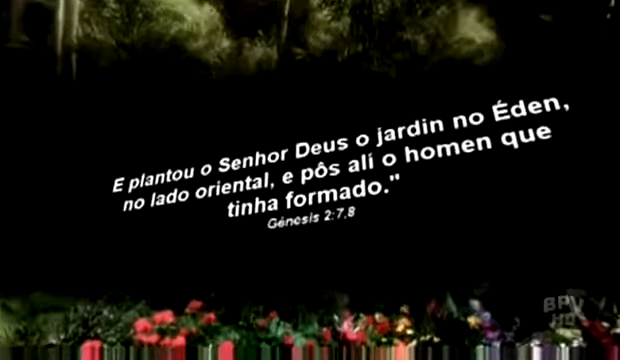 E plantou o Senhor Deus o jardin no Éden,
no lado oriental, e pôs alí o homen que
tinha formado."
Gênesis 2:7,8
BPV
HD